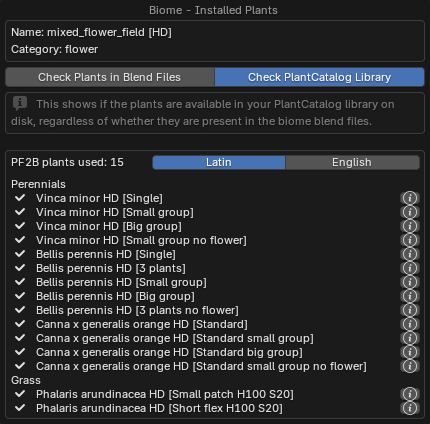 Biome - Installed Plants
Name: mixed_flower_field [HD]
Category: flower
Check Plants in Blend Files
Check PlantCatalog Library
This shows if the plants are available in your PlantCatalog library on
disk, regardless of whether they are present in the biome blend files.
PF2B plants used: 15
Latin
English
Perennials
Vinca minor HD [Single]
Vinca minor HD [Small group]
Vinca minor HD [Big group]
Vinca minor HD [Small group no flower]
Bellis perennis HD [Single]
Bellis perennis HD [3 plants]
Bellis perennis HD [Small group]
Bellis perennis HD [Big group]
Bellis perennis HD [3 plants no flower]
Canna x generalis orange HD [Standard]
Canna x generalis orange HD [Standard small group]
Canna x generalis orange HD [Standard big group]
Canna x generalis orange HD [Standard small group no flower]
Grass
Phalaris arundinacea HD [Small patch H100 S20]
Phalaris arundinacea HD [Short flex H100 S20]